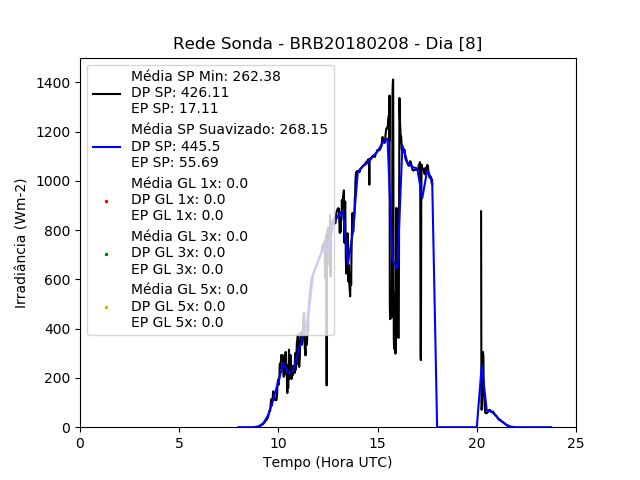 Rede Sonda - BRB20180208 - Dia [8]
Média SP Min: 262.38
DP SP: 426.11
EP SP: 17.11
Média SP Suavizado: 268.15
DP SP: 445.5
EP SP: 55.69
Média GL 1x: 0.0
DP GL 1x: 0.0
EP GL 1x: 0.0
Média GL 3x: 0.0
DP GL 3x: 0.0
EP GL 3x: 0.0
Média GL 5x: 0.0
DP GL 5x: 0.0
EP GL 5x: 0.0
Irradiância (Wm-2)
1400
1200
1000
800
600
400
200
0
0 5 10 15 20 25
Tempo (Hora UTC)